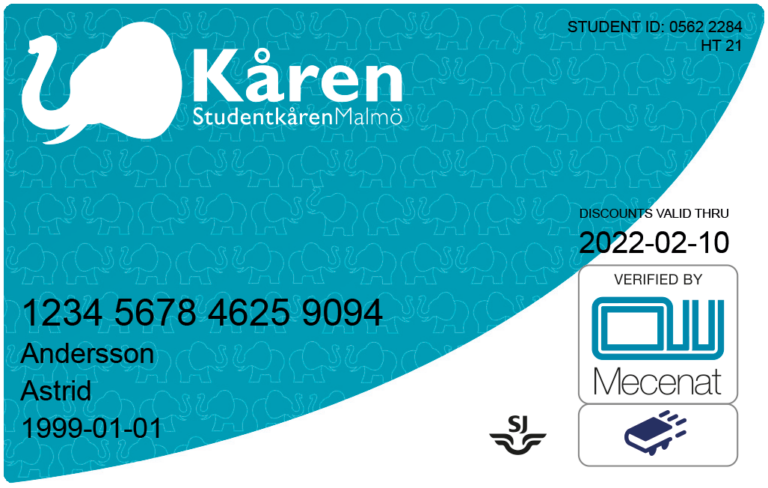 STUDENT ID: 0562 2284
HT 21
Kåren
StudentkårenMalmö
DISCOUNTS VALID THRU
2022-02-10
VERIFIED BY
Mecenat
1234 5678 4625 9094
Andersson
Astrid
1999-01-01
SJ